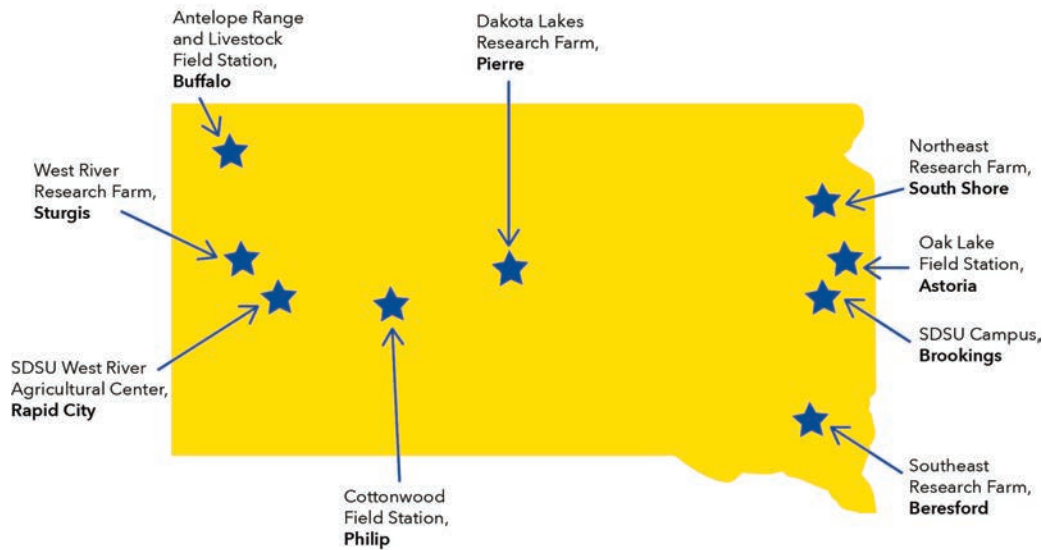 Antelope Range
and Livestock
Field Station,
Buffalo
Dakota Lakes
Research Farm,
Pierre
West River
Research Farm,
Sturgis
Northeast
Research Farm,
South Shore
Oak Lake
Field Station,
Astoria
SDSU Campus,
Brookings
SDSU West River
Agricultural Center,
Rapid City
Cottonwood
Field Station,
Philip
Southeast
Research Farm,
Beresford